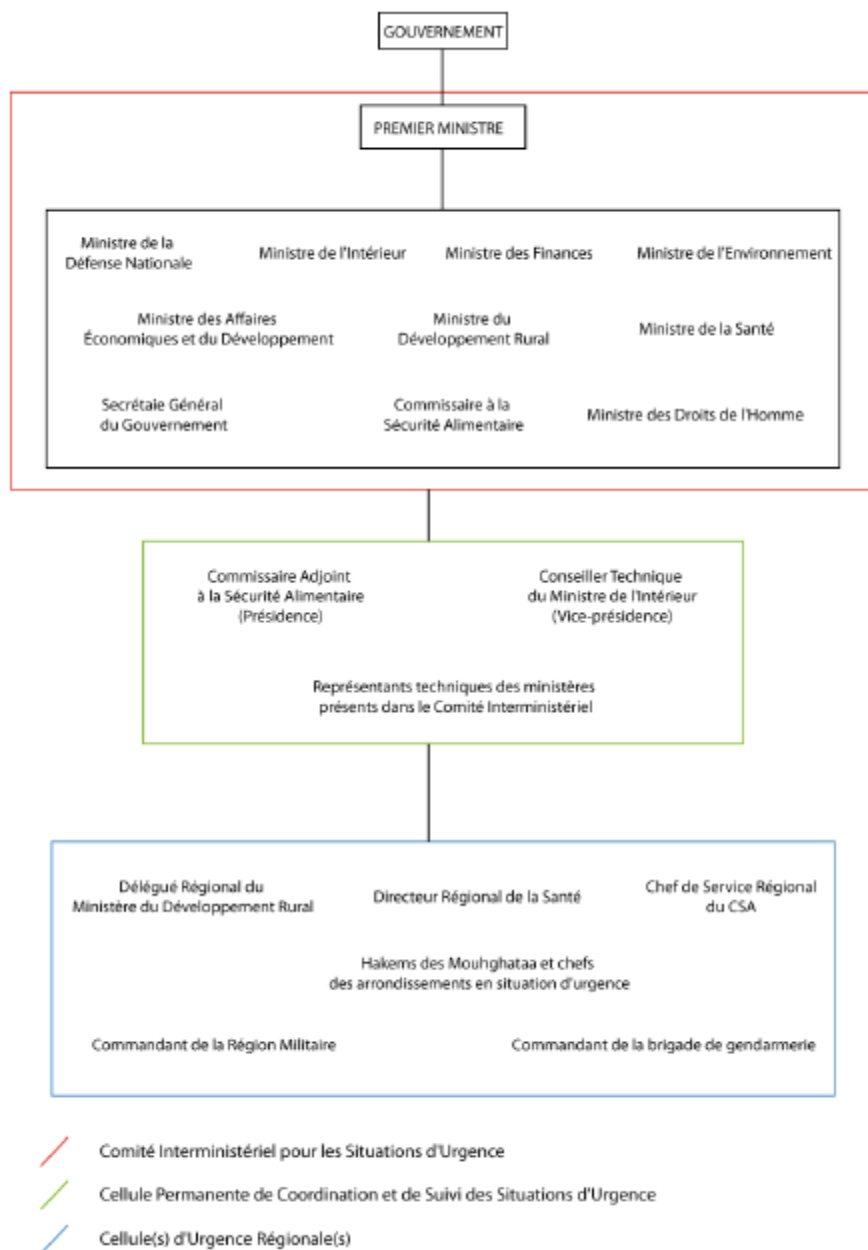 GOUVERNEMENT
PREMIER MINISTRE
Ministre de la
Défense Nationale
Ministre de l'Intérieur
Ministre des Finances
Ministre de l'Environnement
Ministre des Affaires
Économiques et du Développement
Ministre du
Développement Rural
Ministre de la Santé
Secrétaie Général
du Gouvernement
Commissaire à la
Sécurité Alimentaire
Ministre des Droits de l'Homme
Commissaire Adjoint
à la Sécurité Alimentaire
(Présidence)
Conseiller Technique
du Ministre de l'Intérieur
(Vice-présidence)
Représentants techniques des ministères
présents dans le Comité Interministériel
Délégué Régional du
Ministère du Développement Rural
Directeur Régional de la Santé
Chef de Service Régional
du CSA
Hakems des Mouhghataa et chefs
des arrondissements en situation d'urgence
Commandant de la Région Militaire
Commandant de la brigade de gendarmerie
Comité Interministériel pour les Situations d'Urgence
Cellule Permanente de Coordination et de Suivi des Situations d'Urgence
Cellule(s) d'Urgence Régionale(s)